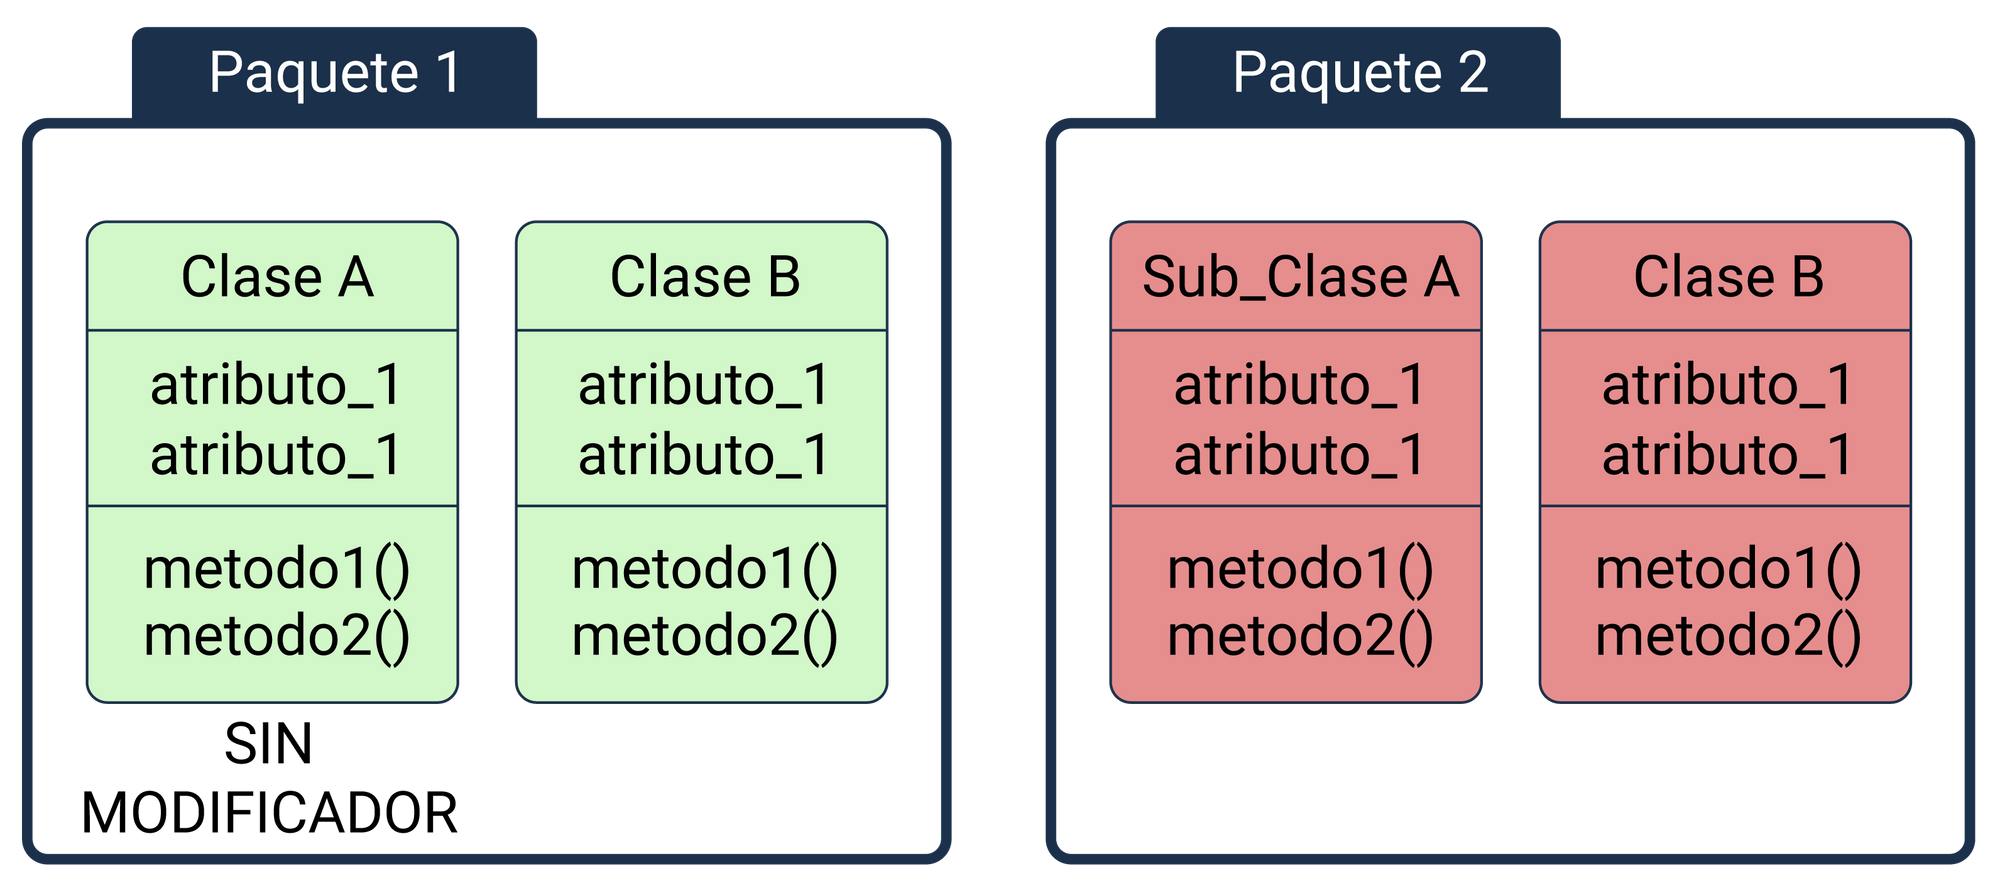 Paquete 1
Clase A
atributo_1
atributo_1
metodo1()
metodo2()
SIN
MODIFICADOR
Clase B
atributo_1
atributo_1
metodo1()
metodo2()
Paquete 2
Sub_Clase A
atributo_1
atributo_1
metodo1()
metodo2()
Clase B
atributo_1
atributo_1
metodo1()
metodo2()